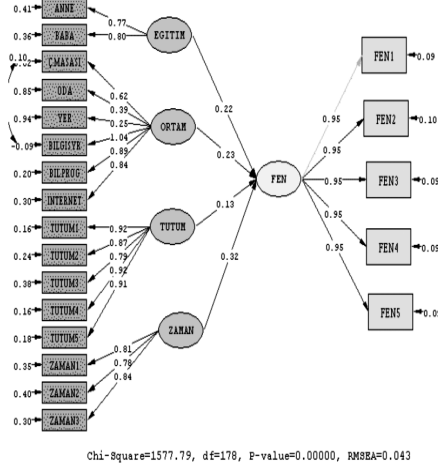 0.41 ANNE
0.36 BABA
0.10 ÇMASASI
0.85 ODA
0.94 YER
-0.09 BILGISYR
0.20 BILPROG
0.30 INTERNET
0.16 TUTUM1
0.24 TUTUM2
0.38 TUTUM3
0.16 TUTUM4
0.18 TUTUM5
0.35 ZAMAN1
0.40 ZAMAN2
0.30 ZAMAN3
0.77
0.80
0.62
0.39
0.25
1.04
0.89
0.84
0.92
0.87
0.79
0.92
0.91
0.81
0.78
0.84
EGITIM
ORTAM
TUTUM
ZAMAN
0.22
0.23
0.13
0.32
FEN
0.95
0.95
0.95
0.95
0.95
FEN1 0.09
FEN2 0.10
FEN3 0.09
FEN4 0.09
FEN5
Chi-Square=1577.79, df=178, P-value=0.00000, RMSEA=0.043